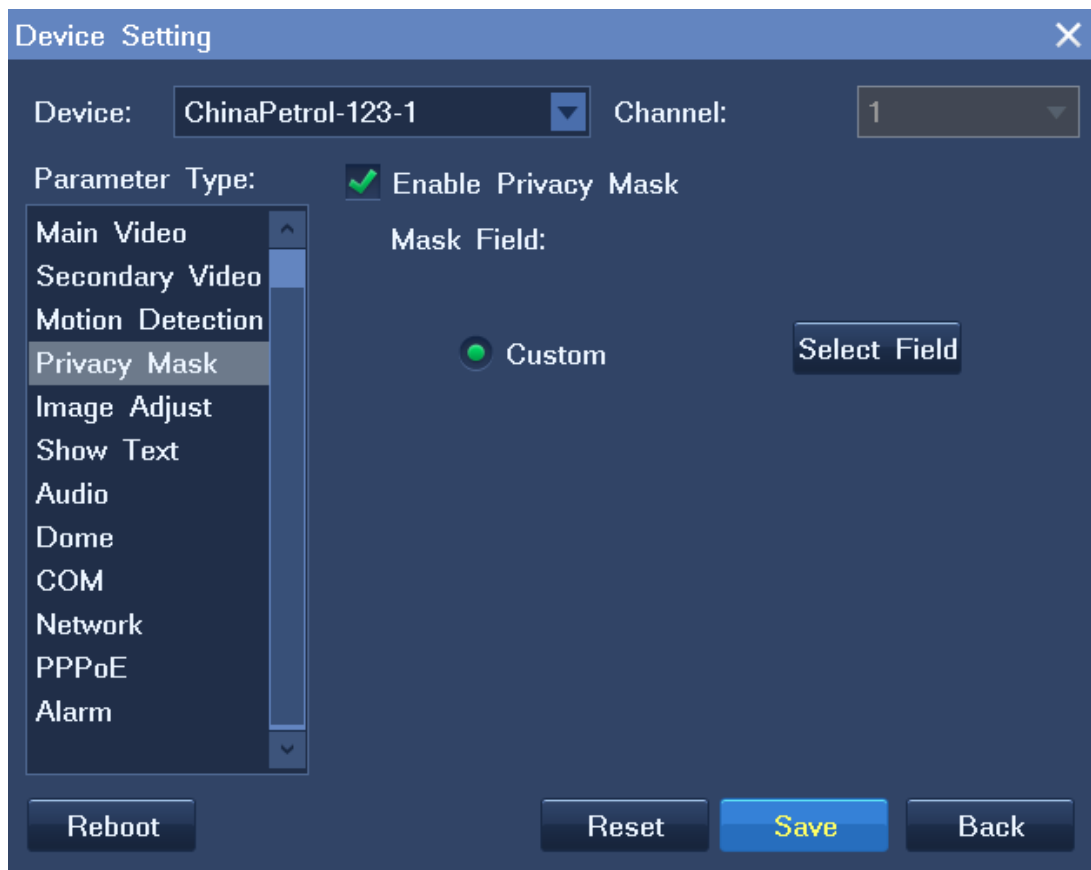 Device Setting
Device: ChinaPetrol-123-1 Channel: 1
Parameter Type:
Enable Privacy Mask
Main Video
Mask Field:
Secondary Video
Motion Detection
Custom Select Field
Privacy Mask
Image Adjust
Show Text
Audio
Dome
COM
Network
PPPoE
Alarm
Reboot Reset Save Back